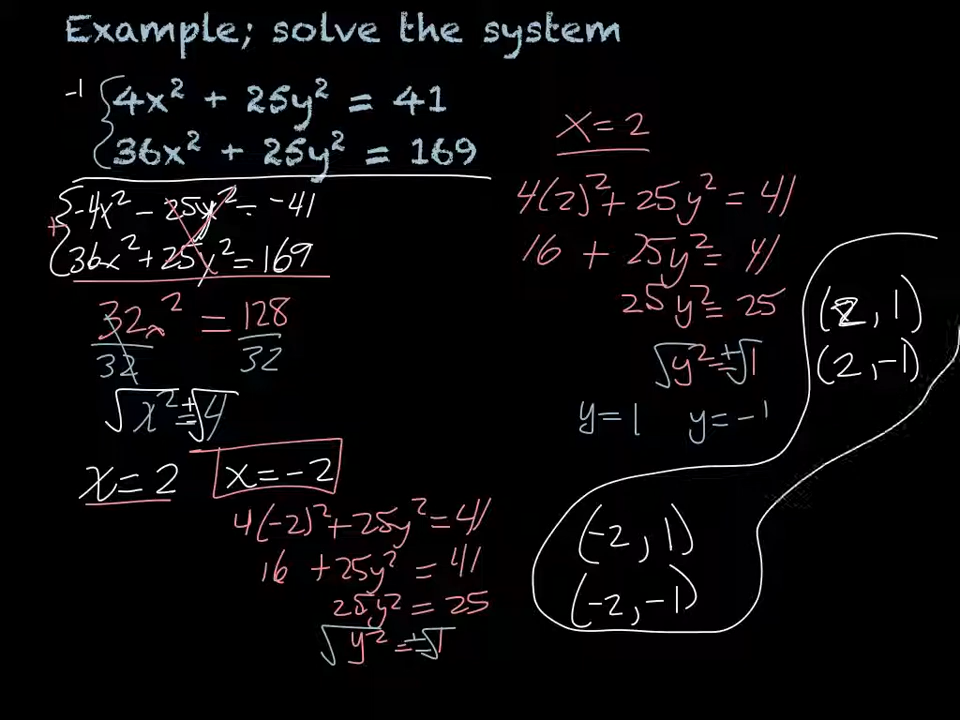 Example; solve the system
-1
4x² + 25y² = 41
36x² + 25y² = 169
-4x² - 25y² = -41
+
36x² + 25y² = 169
32x² = 128
32 32
√x² = ±√4
x = 2 x = -2
4(-2)² + 25y² = 41
16 + 25y² = 41
25y² = 25
√y² = ±√1
x = 2
4(2)² + 25y² = 41
16 + 25y² = 41
25y² = 25
√y² = ±√1
y = 1 y = -1
(2, 1)
(2, -1)
(-2, 1)
(-2, -1)